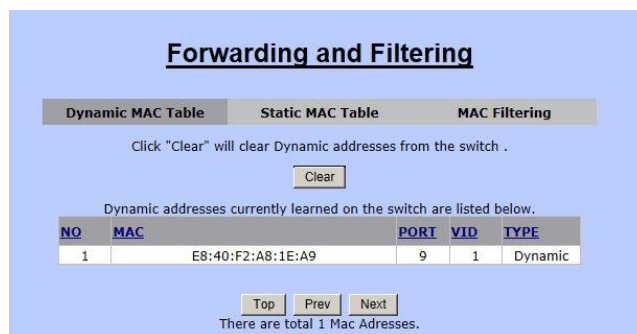 Forwarding and Filtering
Dynamic MAC Table Static MAC Table MAC Filtering
Click "Clear" will clear Dynamic addresses from the switch .
Clear
Dynamic addresses currently learned on the switch are listed below.
NO MAC PORT VID TYPE
1 E8:40:F2:A8:1E:A9 9 1 Dynamic
Top Prev Next
There are total 1 Mac Adresses.